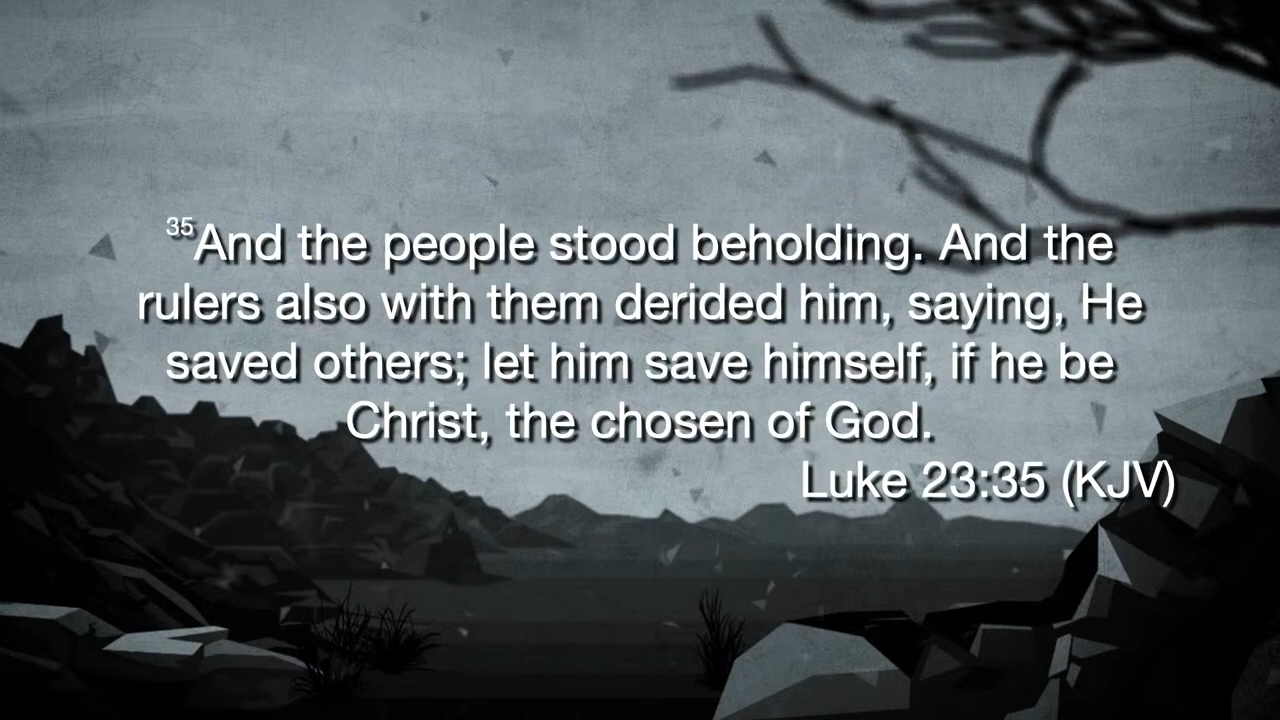 35And the people stood beholding. And the
rulers also with them derided him, saying, He
saved others; let him save himself, if he be
Christ, the chosen of God.
Luke 23:35 (KJV)